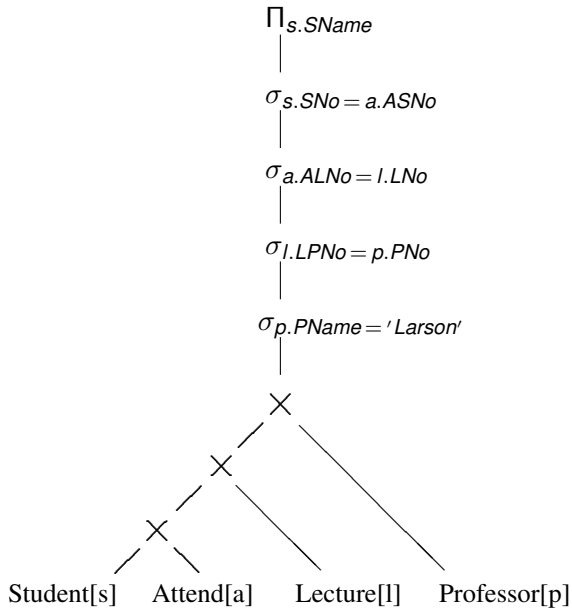 Π s.SName
σ s.SNo = a.ASNo
σ a.ALNo = l.LNo
σ l.LPNo = p.PNo
σ p.PName = 'Larson'
×
×
×
Student[s] Attend[a] Lecture[l] Professor[p]